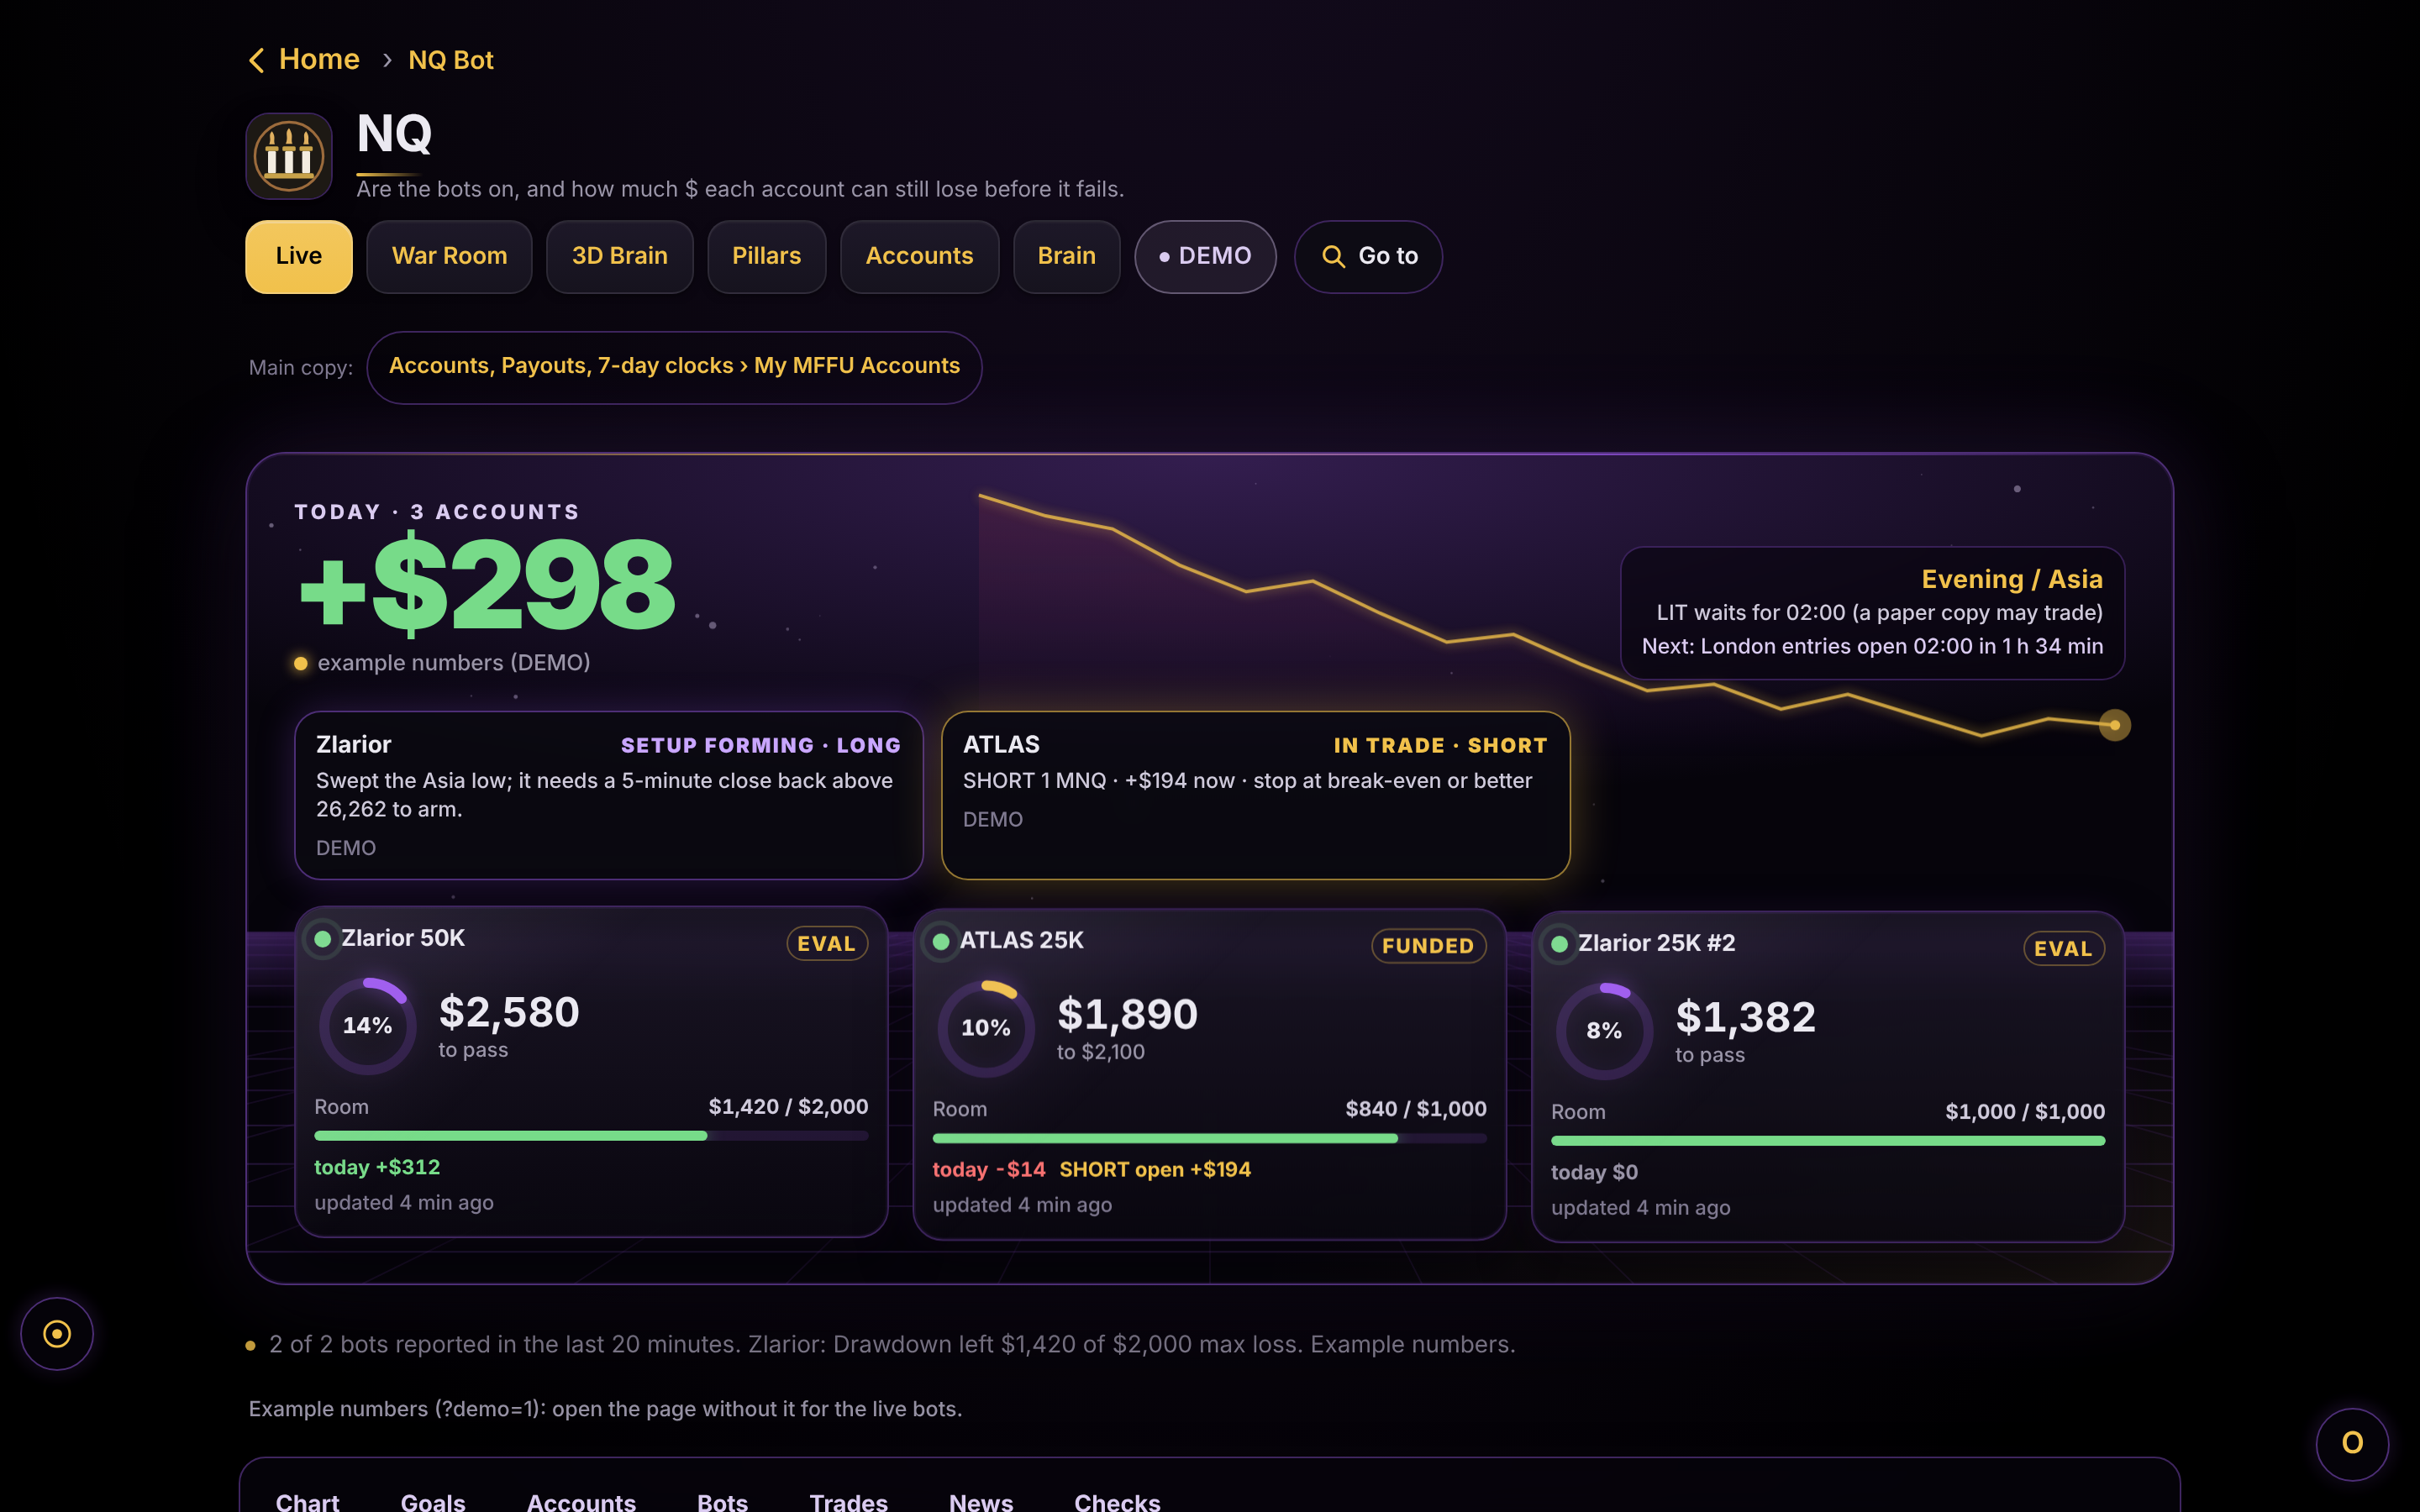 Home › NQ Bot
NQ
Are the bots on, and how much $ each account can still lose before it fails.
Live War Room 3D Brain Pillars Accounts Brain DEMO Go to
Main copy: Accounts, Payouts, 7-day clocks › My MFFU Accounts
TODAY · 3 ACCOUNTS
+$298
example numbers (DEMO)
Evening / Asia
LIT waits for 02:00 (a paper copy may trade)
Next: London entries open 02:00 in 1 h 34 min
Zlarior SETUP FORMING · LONG
Swept the Asia low; it needs a 5-minute close back above
26,262 to arm.
DEMO
ATLAS IN TRADE · SHORT
SHORT 1 MNQ · +$194 now · stop at break-even or better
DEMO
Zlarior 50K EVAL
14% $2,580
to pass
Room $1,420 / $2,000
today +$312
updated 4 min ago
ATLAS 25K FUNDED
10% $1,890
to $2,100
Room $840 / $1,000
today -$14 SHORT open +$194
updated 4 min ago
Zlarior 25K #2 EVAL
8% $1,382
to pass
Room $1,000 / $1,000
today $0
updated 4 min ago
2 of 2 bots reported in the last 20 minutes. Zlarior: Drawdown left $1,420 of $2,000 max loss. Example numbers.
Example numbers (?demo=1): open the page without it for the live bots.
O
Chart Goals Accounts Bots Trades News Checks